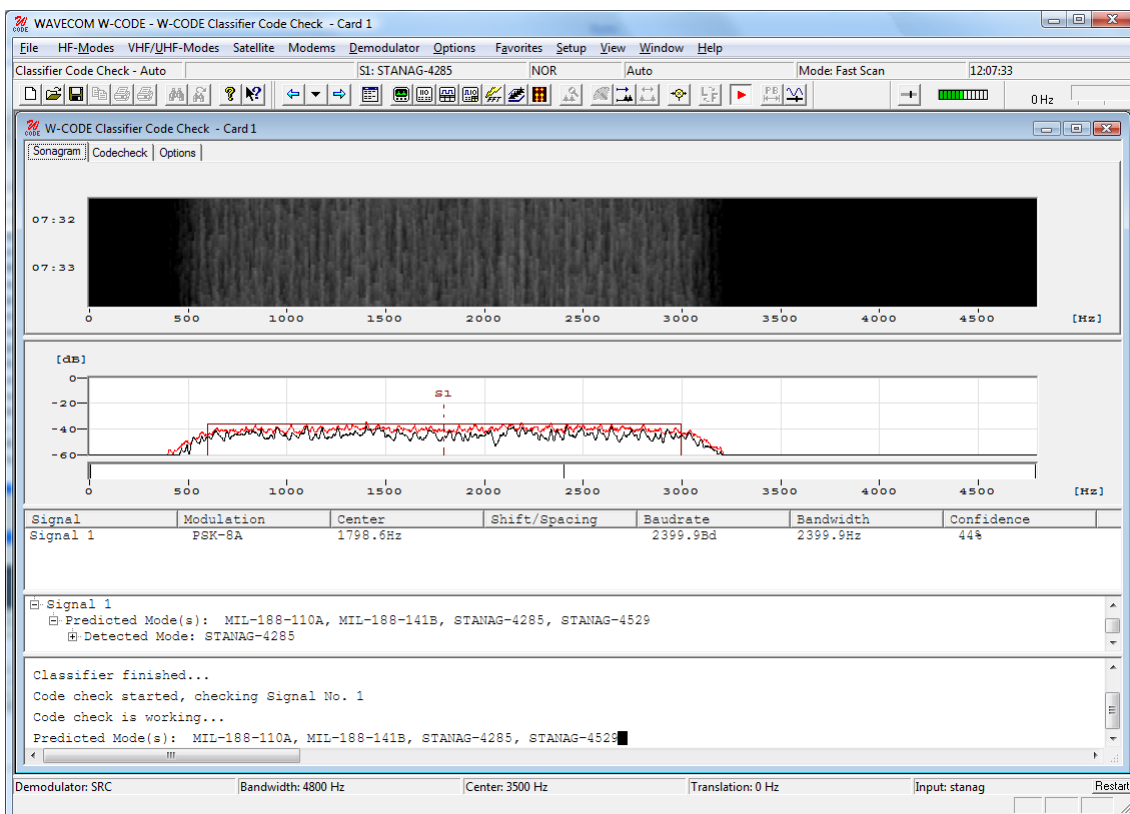 WAVECOM W-CODE - W-CODE Classifier Code Check - Card 1
File HF-Modes VHF/UHF-Modes Satellite Modems Demodulator Options Favorites Setup View Window Help
Classifier Code Check - Auto S1: STANAG-4285 NOR Auto Mode: Fast Scan 12:07:33
0 Hz
W-CODE Classifier Code Check - Card 1
Sonagram Codecheck Options
07:32
07:33
0 500 1000 1500 2000 2500 3000 3500 4000 4500 [Hz]
[dB]
0
S1
-20
-40
-60
0 500 1000 1500 2000 2500 3000 3500 4000 4500 [Hz]
Signal Modulation Center Shift/Spacing Baudrate Bandwidth Confidence
Signal 1 PSK-8A 1798.6Hz 2399.9Bd 2399.9Hz 44%
Signal 1
Predicted Mode(s): MIL-188-110A, MIL-188-141B, STANAG-4285, STANAG-4529
Detected Mode: STANAG-4285
Classifier finished...
Code check started, checking Signal No. 1
Code check is working...
Predicted Mode(s): MIL-188-110A, MIL-188-141B, STANAG-4285, STANAG-4529
Demodulator: SRC Bandwidth: 4800 Hz Center: 3500 Hz Translation: 0 Hz Input: stanag Restart